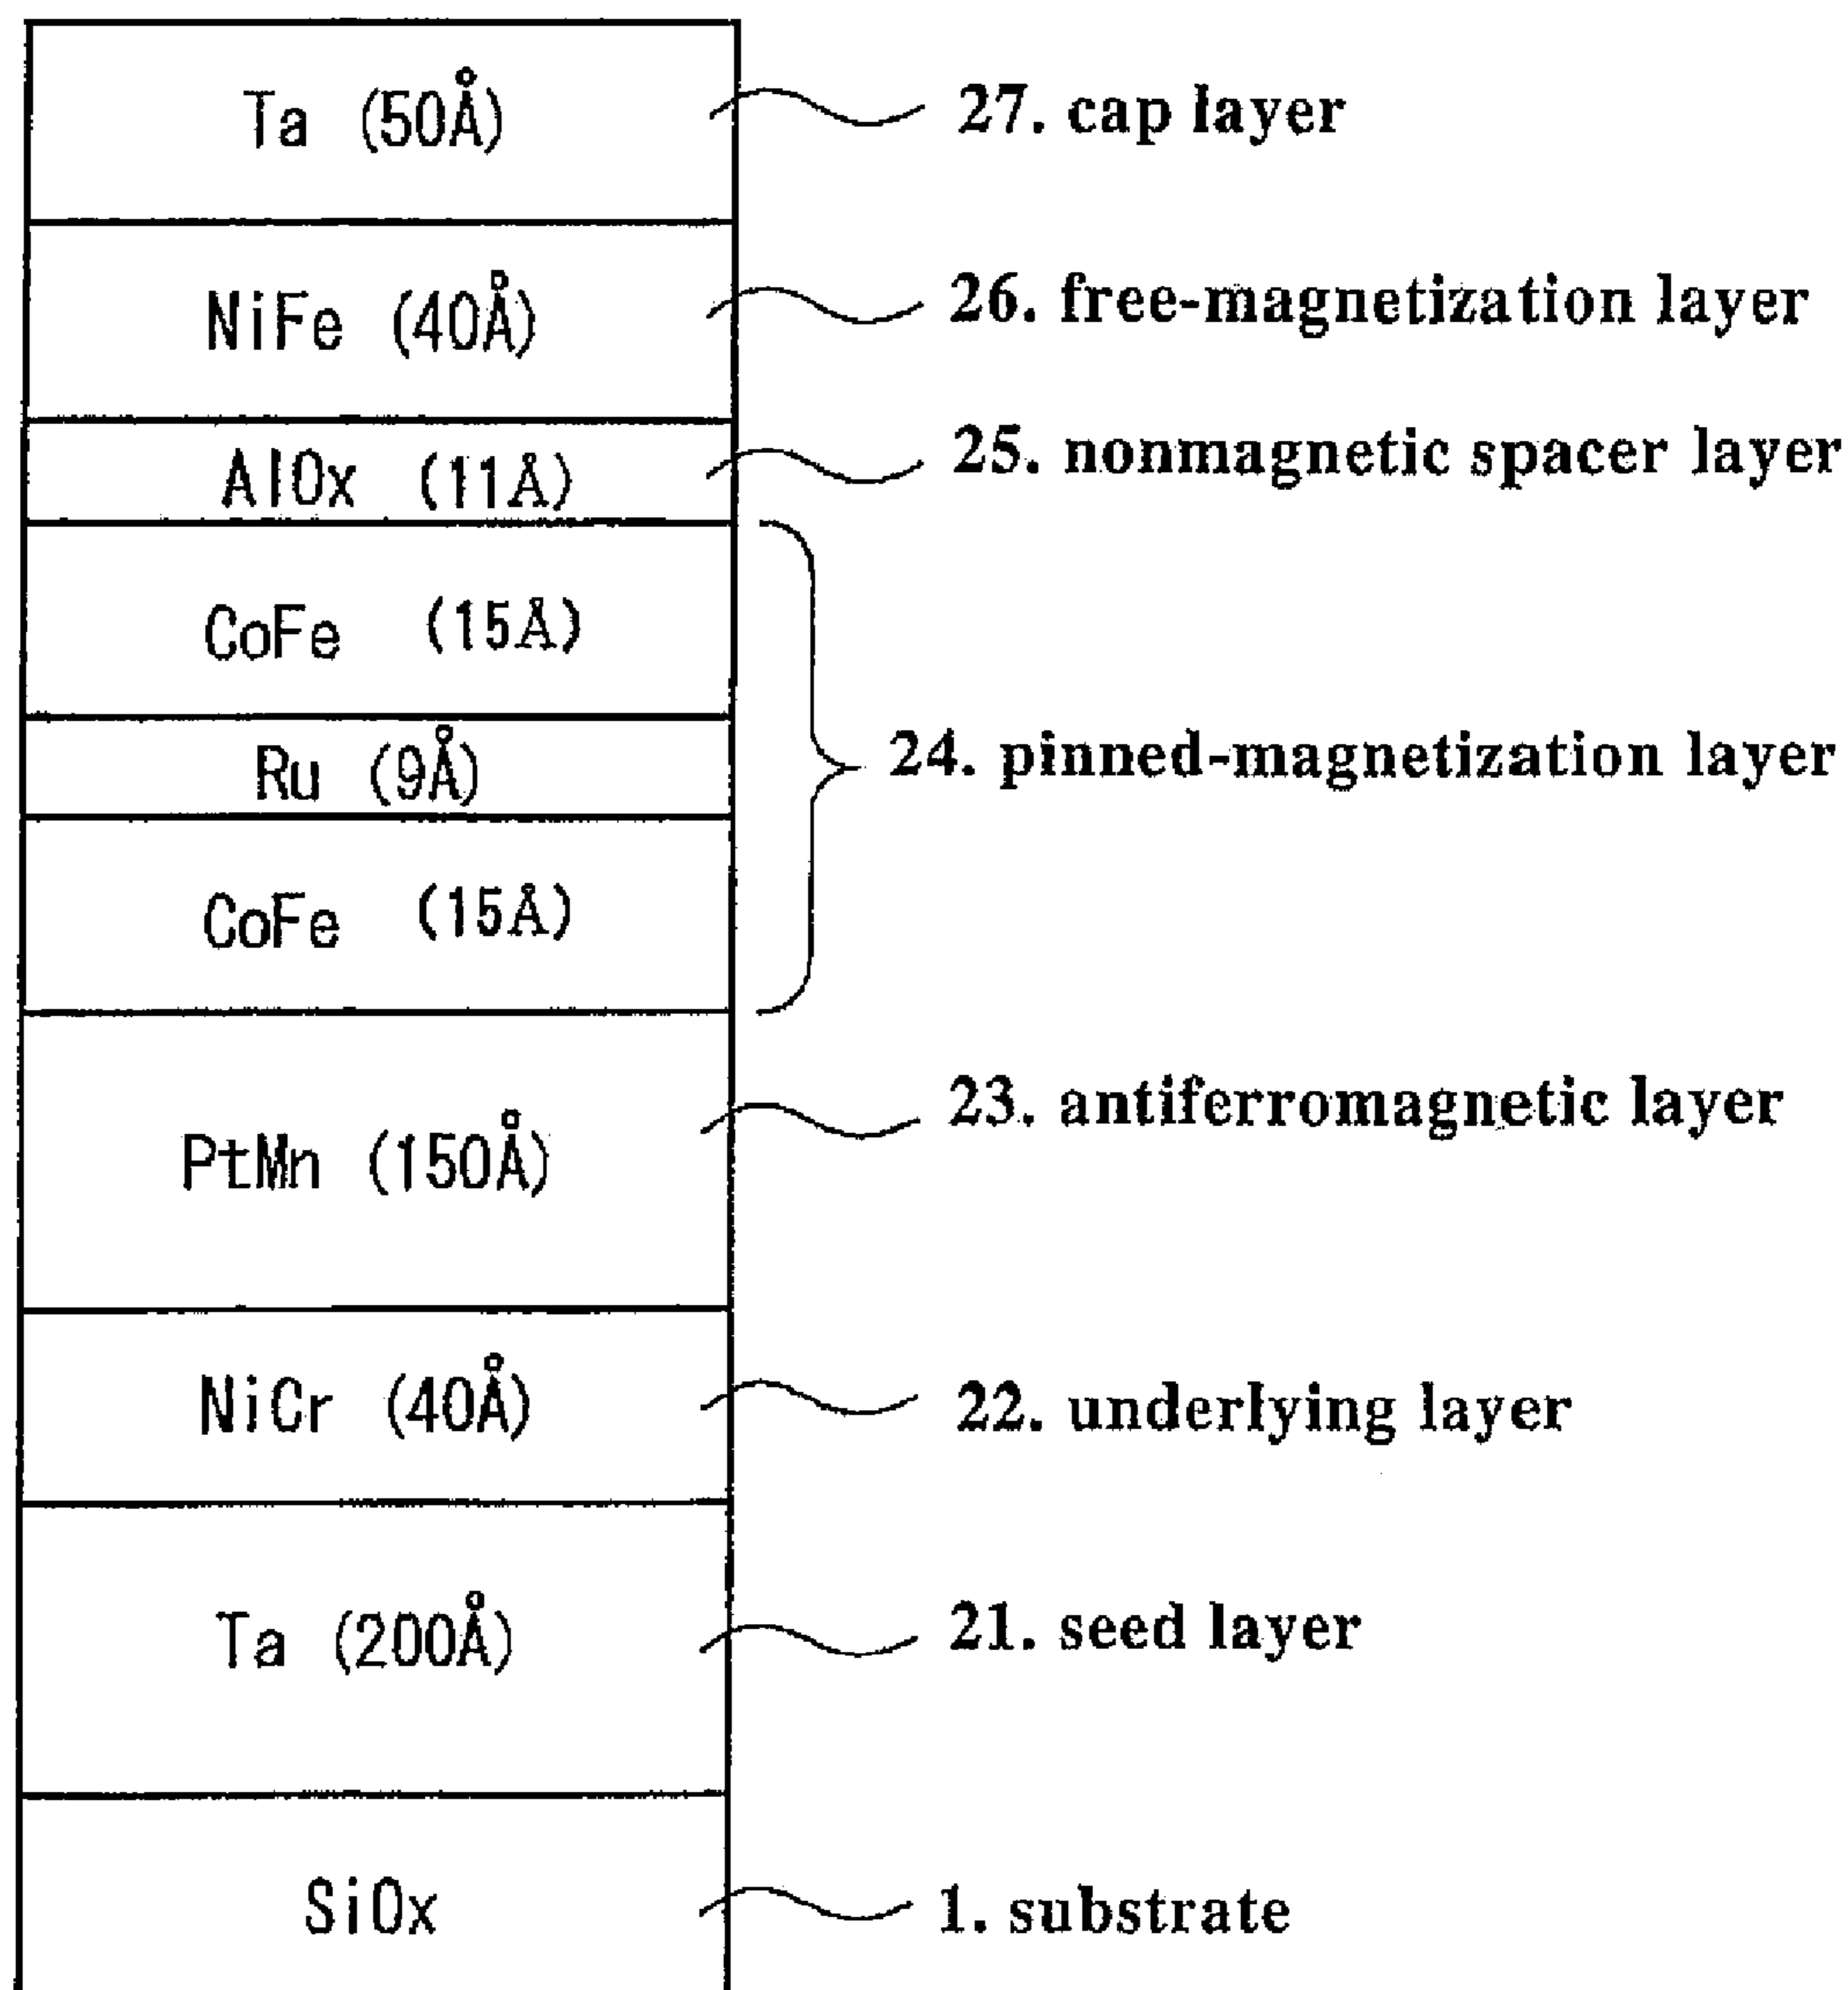 Ta (50Å)
27. cap layer
NiFe (40Å)
26. free-magnetization layer
AlOx (11Å)
25. nonmagnetic spacer layer
CoFe (15Å)
Ru (9Å)
24. pinned-magnetization layer
CoFe (15Å)
PtMn (150Å)
23. antiferromagnetic layer
NiCr (40Å)
22. underlying layer
Ta (200Å)
21. seed layer
SiOx
1. substrate